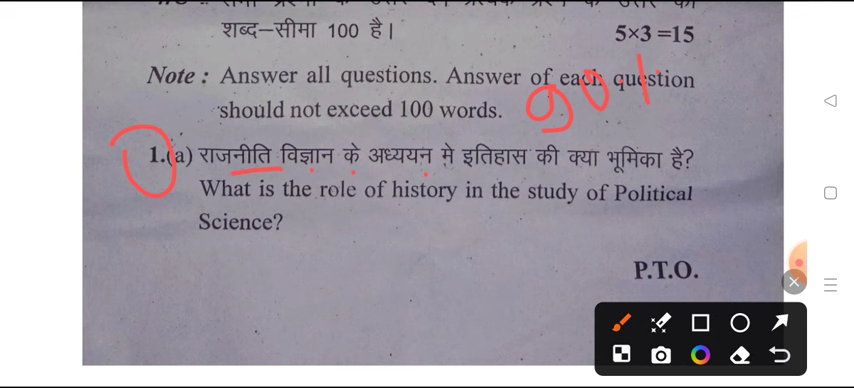 शब्द–सीमा 100 है।
5×3 =15
Note : Answer all questions. Answer of each question
should not exceed 100 words.
1.(a) राजनीति विज्ञान के अध्ययन मे इतिहास की क्या भूमिका है?
What is the role of history in the study of Political
Science?
P.T.O.